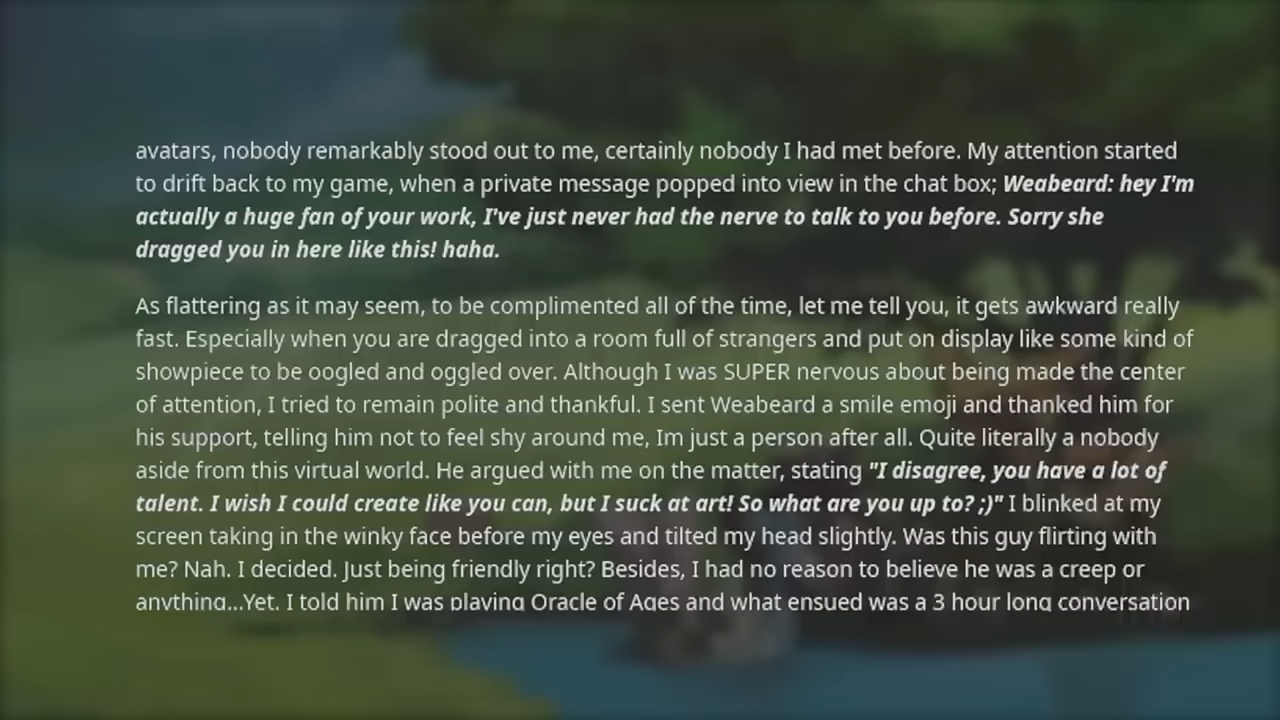 avatars, nobody remarkably stood out to me, certainly nobody I had met before. My attention started
to drift back to my game, when a private message popped into view in the chat box; Weabeard: hey I'm
actually a huge fan of your work, I've just never had the nerve to talk to you before. Sorry she
dragged you in here like this! haha.
As flattering as it may seem, to be complimented all of the time, let me tell you, it gets awkward really
fast. Especially when you are dragged into a room full of strangers and put on display like some kind of
showpiece to be oogled and oggled over. Although I was SUPER nervous about being made the center
of attention, I tried to remain polite and thankful. I sent Weabeard a smile emoji and thanked him for
his support, telling him not to feel shy around me, Im just a person after all. Quite literally a nobody
aside from this virtual world. He argued with me on the matter, stating "I disagree, you have a lot of
talent. I wish I could create like you can, but I suck at art! So what are you up to? ;)" I blinked at my
screen taking in the winky face before my eyes and tilted my head slightly. Was this guy flirting with
me? Nah. I decided. Just being friendly right? Besides, I had no reason to believe he was a creep or
anything...Yet. I told him I was playing Oracle of Ages and what ensued was a 3 hour long conversation